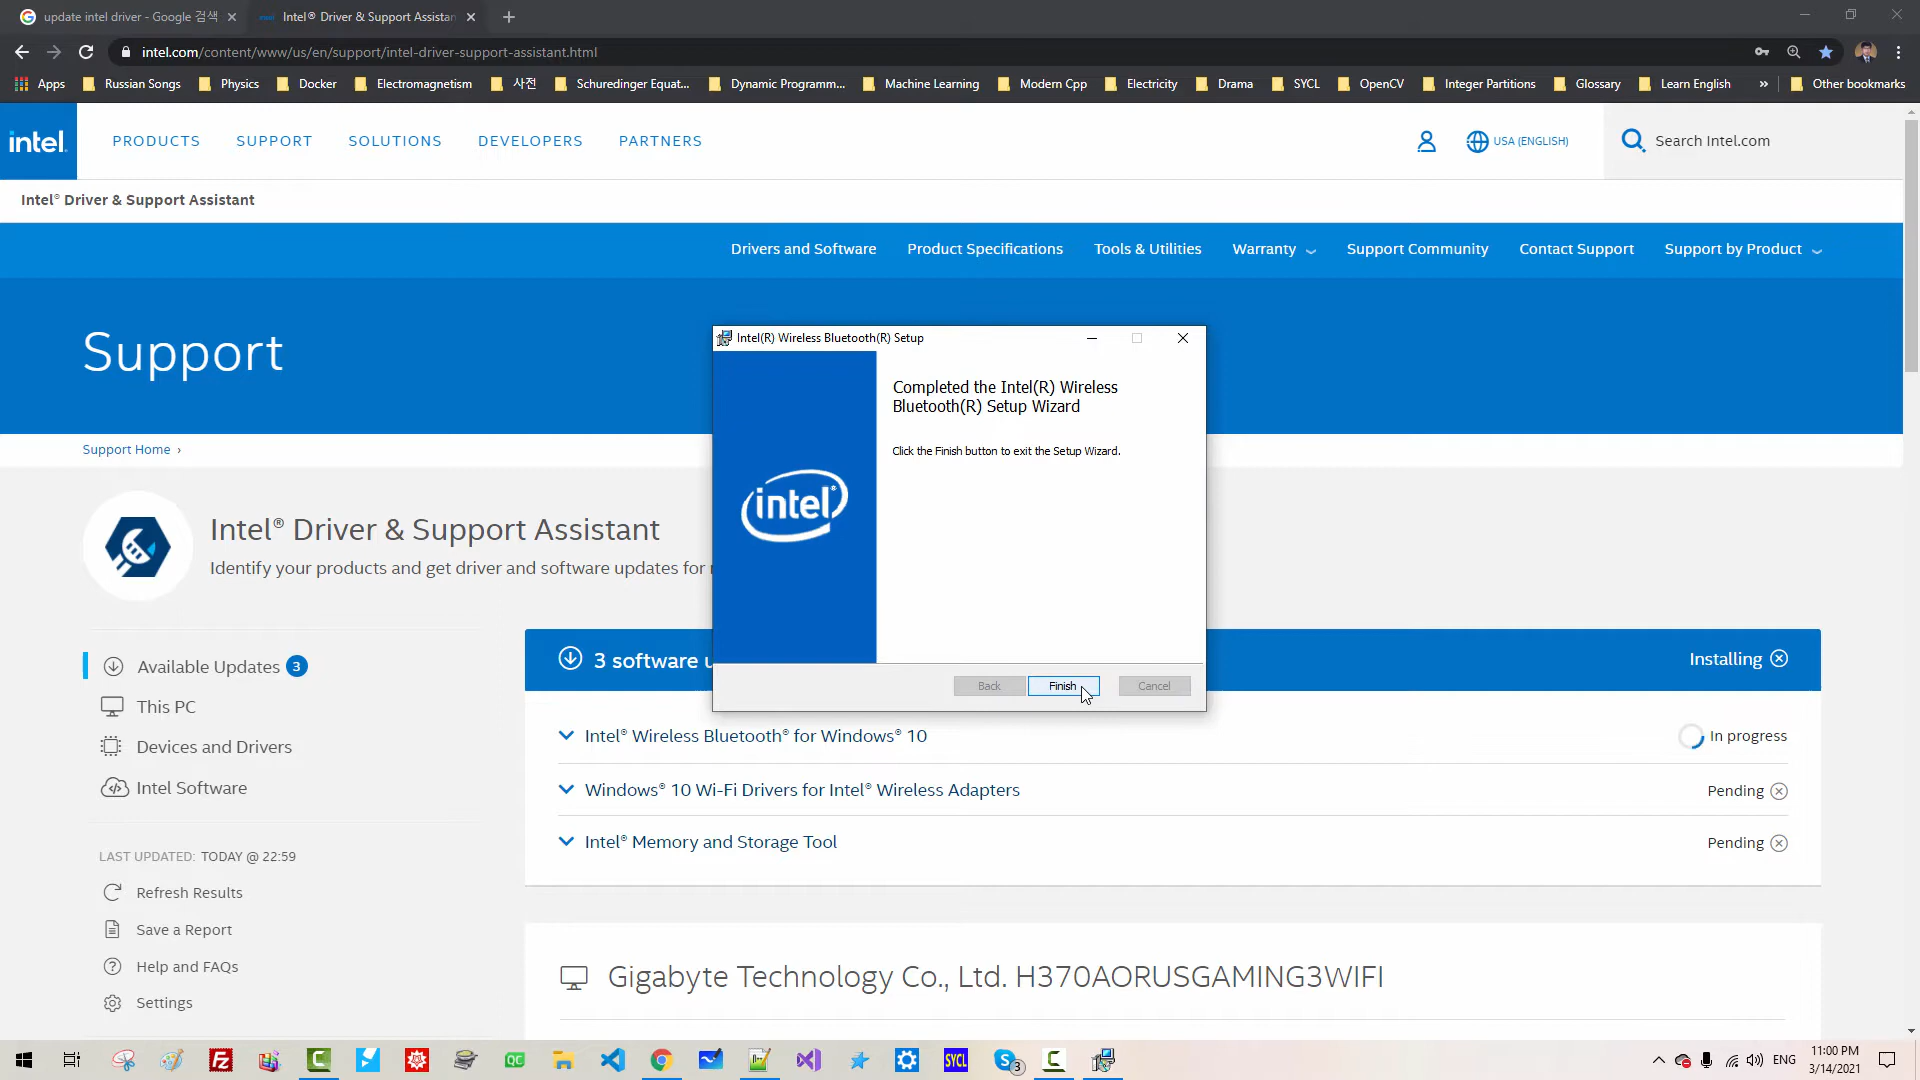 update intel driver - Google 검색
Intel® Driver & Support Assistan
intel.com/content/www/us/en/support/intel-driver-support-assistant.html
Apps
Russian Songs
Physics
Docker
Electromagnetism
사전
Schuredinger Equat...
Dynamic Programm...
Machine Learning
Modern Cpp
Electricity
Drama
SYCL
OpenCV
Integer Partitions
Glossary
Learn English
»
Other bookmarks
intel.
PRODUCTS
SUPPORT
SOLUTIONS
DEVELOPERS
PARTNERS
USA (ENGLISH)
Search Intel.com
Intel® Driver & Support Assistant
Drivers and Software
Product Specifications
Tools & Utilities
Warranty
Support Community
Contact Support
Support by Product
Support
Support Home ›
Intel® Driver & Support Assistant
Identify your products and get driver and software updates for
Intel(R) Wireless Bluetooth(R) Setup
Completed the Intel(R) Wireless
Bluetooth(R) Setup Wizard
Click the Finish button to exit the Setup Wizard.
intel®
Back
Finish
Cancel
Available Updates 3
This PC
Devices and Drivers
Intel Software
LAST UPDATED: TODAY @ 22:59
Refresh Results
Save a Report
Help and FAQs
Settings
3 software
Installing
Intel® Wireless Bluetooth® for Windows® 10
In progress
Windows® 10 Wi-Fi Drivers for Intel® Wireless Adapters
Pending
Intel® Memory and Storage Tool
Pending
Gigabyte Technology Co., Ltd. H370AORUSGAMING3WIFI
QC
SYCL
3
ENG
11:00 PM
3/14/2021